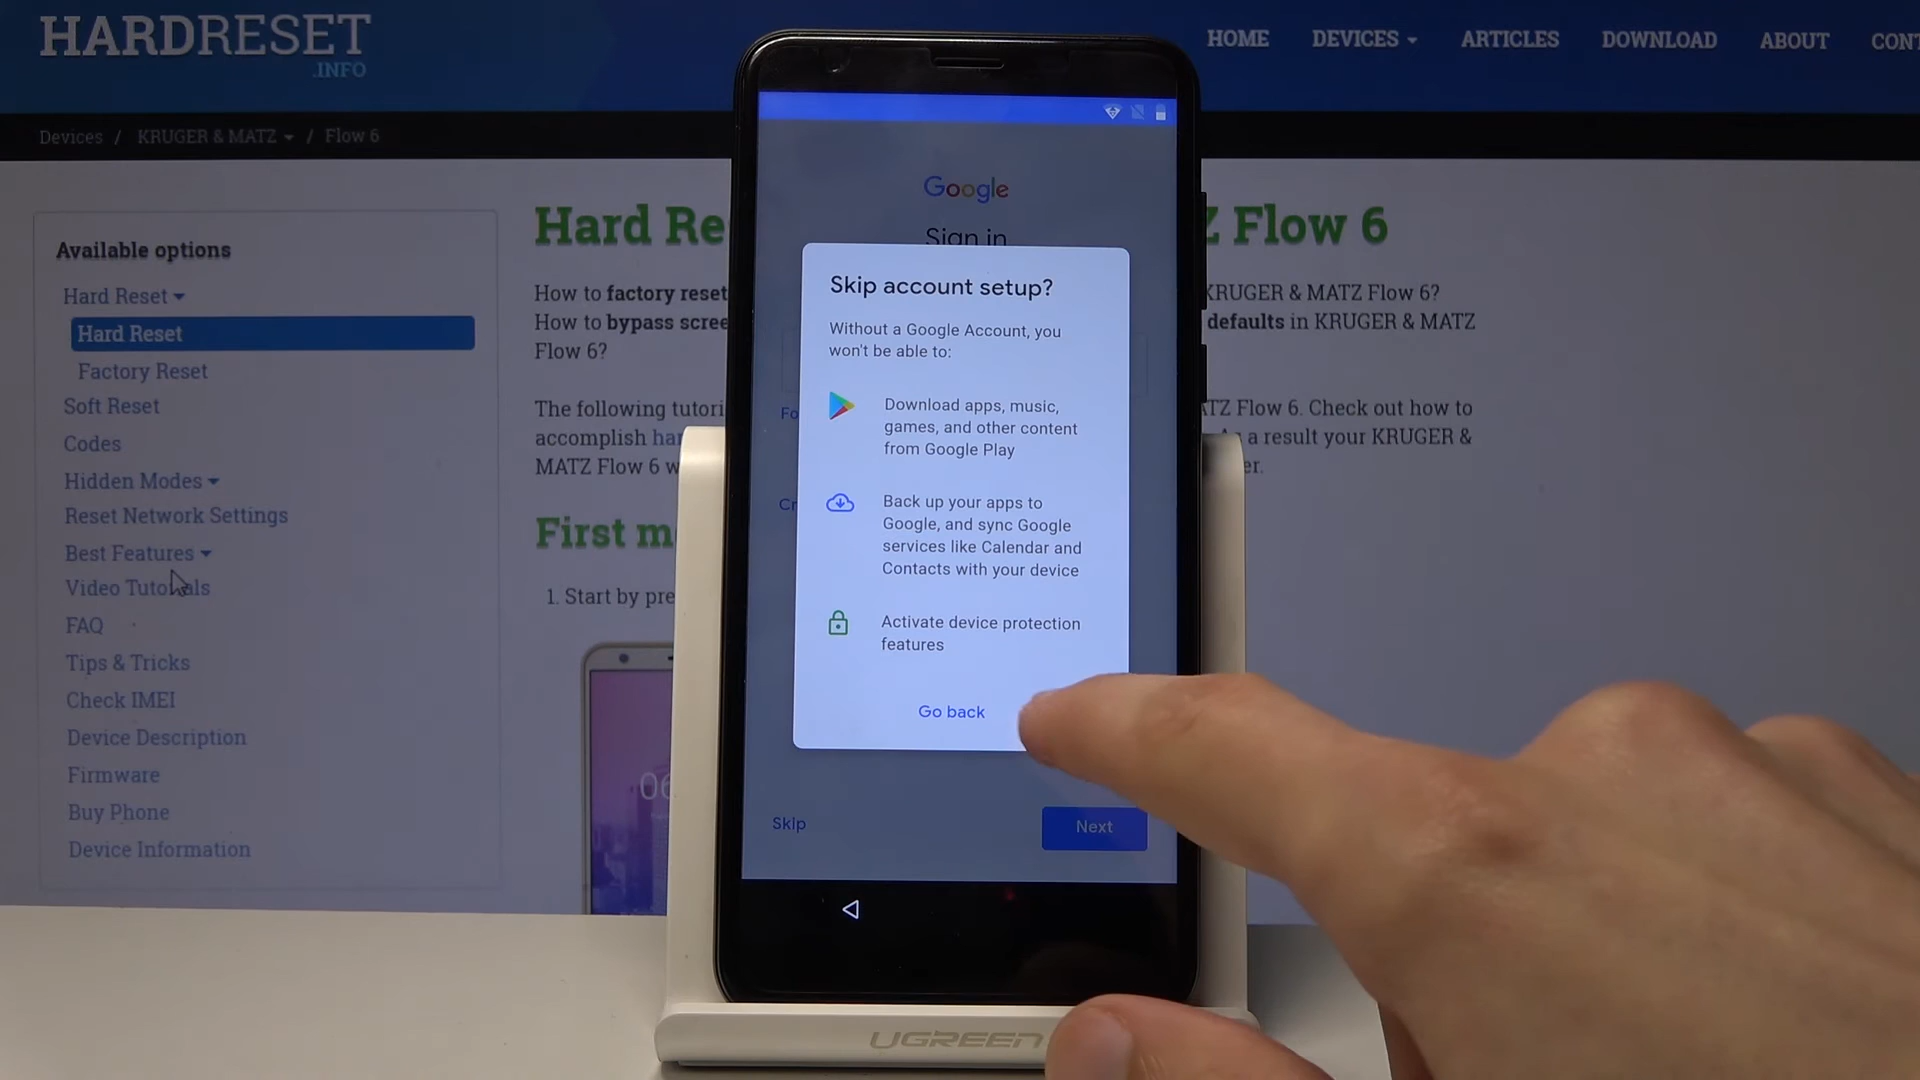 HARDRESET
.INFO
HOME DEVICES ARTICLES DOWNLOAD ABOUT
Devices / KRUGER & MATZ / Flow 6
Available options
Hard Reset
Hard Reset
Factory Reset
Soft Reset
Codes
Hidden Modes
Reset Network Settings
Best Features
Video Tutorials
FAQ
Tips & Tricks
Check IMEI
Device Description
Firmware
Buy Phone
Device Information
Hard Re
Z Flow 6
How to factory reset
KRUGER & MATZ Flow 6?
How to bypass scree
defaults in KRUGER & MATZ
Flow 6?
The following tutori
TZ Flow 6. Check out how to
accomplish har
As a result your KRUGER &
MATZ Flow 6 w
er.
First m
1. Start by pre
06
Google
Sign in
Fo
Cr
Skip account setup?
Without a Google Account, you
won't be able to:
Download apps, music,
games, and other content
from Google Play
Back up your apps to
Google, and sync Google
services like Calendar and
Contacts with your device
Activate device protection
features
Go back
Skip
Next
UGREEN